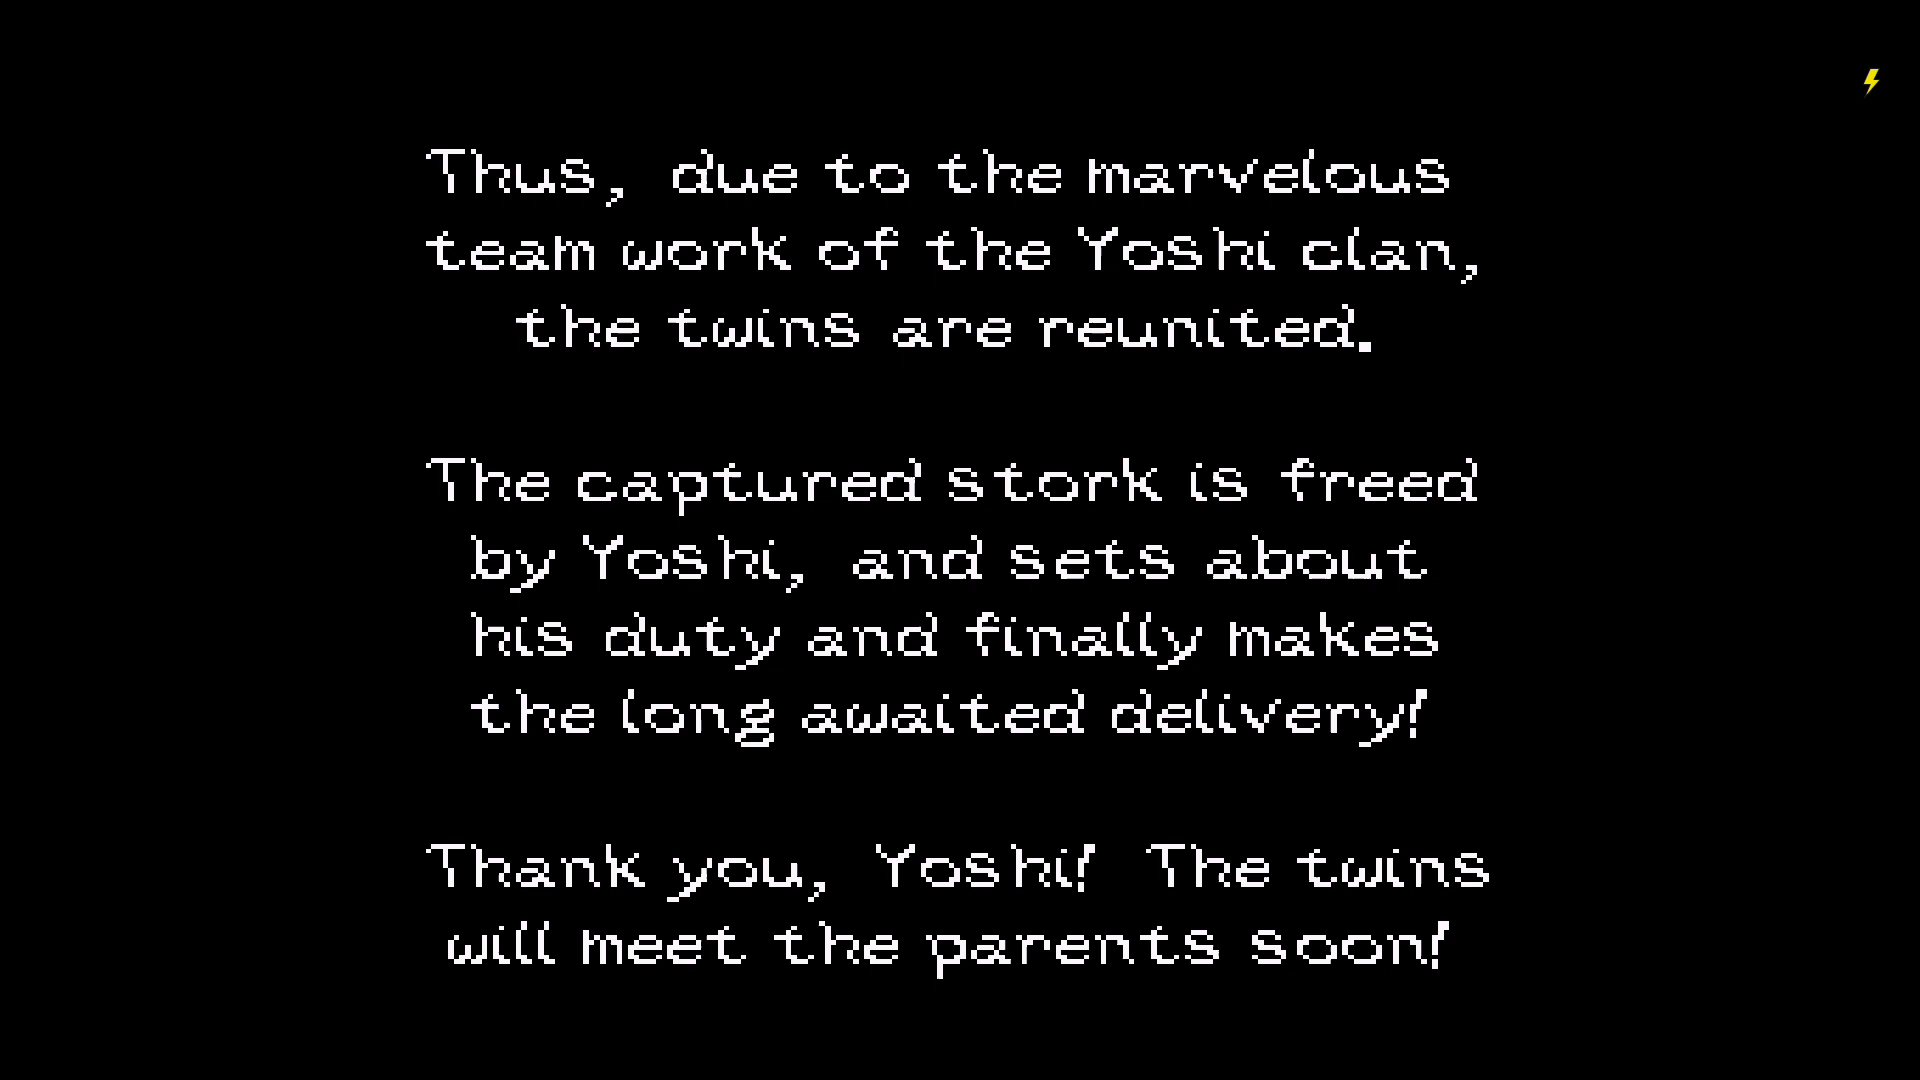 Thus, due to the marvelous
team work of the Yoshi clan,
the twins are reunited.
The captured stork is freed
by Yoshi, and sets about
his duty and finally makes
the long awaited delivery!
Thank you, Yoshi! The twins
will meet the parents soon!